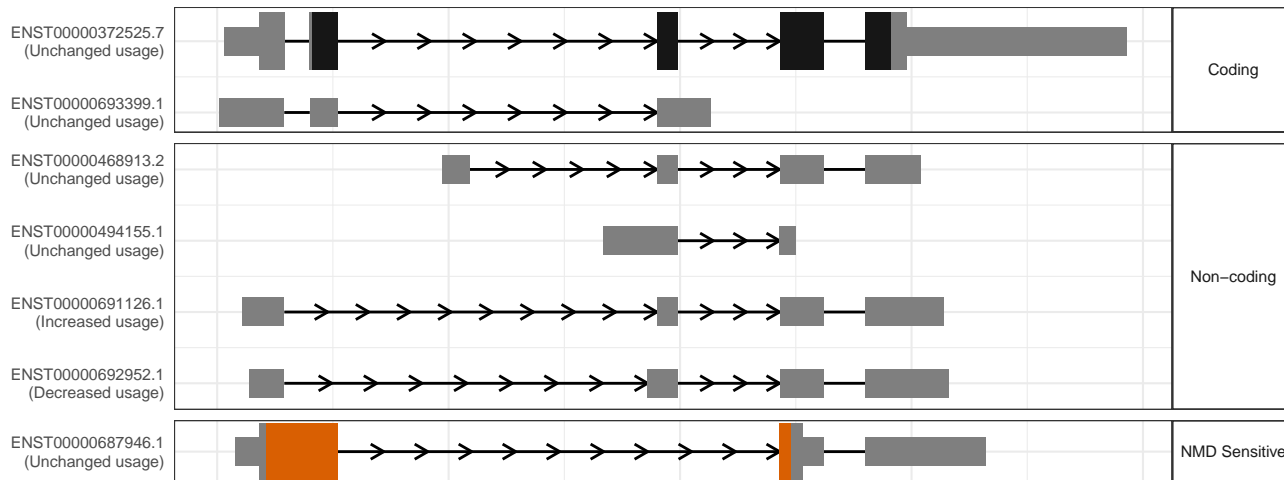 ENST00000372525.7
(Unchanged usage)
ENST00000693399.1
(Unchanged usage)
Coding
ENST00000468913.2
(Unchanged usage)
ENST00000494155.1
(Unchanged usage)
ENST00000691126.1
(Increased usage)
ENST00000692952.1
(Decreased usage)
Non−coding
ENST00000687946.1
(Unchanged usage)
NMD Sensitive